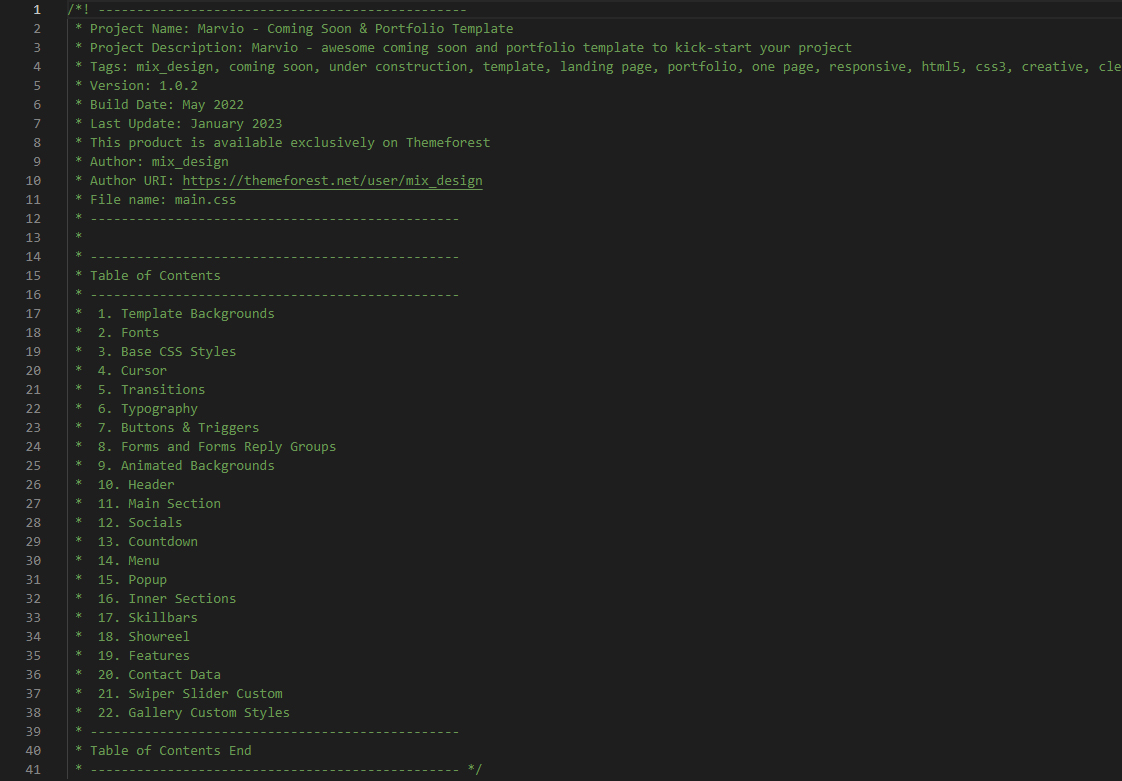 1 /*! ------------------------------------------------
2 * Project Name: Marvio - Coming Soon & Portfolio Template
3 * Project Description: Marvio - awesome coming soon and portfolio template to kick-start your project
4 * Tags: mix_design, coming soon, under construction, template, landing page, portfolio, one page, responsive, html5, css3, creative, cle
5 * Version: 1.0.2
6 * Build Date: May 2022
7 * Last Update: January 2023
8 * This product is available exclusively on Themeforest
9 * Author: mix_design
10 * Author URI: https://themeforest.net/user/mix_design
11 * File name: main.css
12 * ------------------------------------------------
13 *
14 * ------------------------------------------------
15 * Table of Contents
16 * ------------------------------------------------
17 *  1. Template Backgrounds
18 *  2. Fonts
19 *  3. Base CSS Styles
20 *  4. Cursor
21 *  5. Transitions
22 *  6. Typography
23 *  7. Buttons & Triggers
24 *  8. Forms and Forms Reply Groups
25 *  9. Animated Backgrounds
26 *  10. Header
27 *  11. Main Section
28 *  12. Socials
29 *  13. Countdown
30 *  14. Menu
31 *  15. Popup
32 *  16. Inner Sections
33 *  17. Skillbars
34 *  18. Showreel
35 *  19. Features
36 *  20. Contact Data
37 *  21. Swiper Slider Custom
38 *  22. Gallery Custom Styles
39 * ------------------------------------------------
40 * Table of Contents End
41 * ------------------------------------------------ */